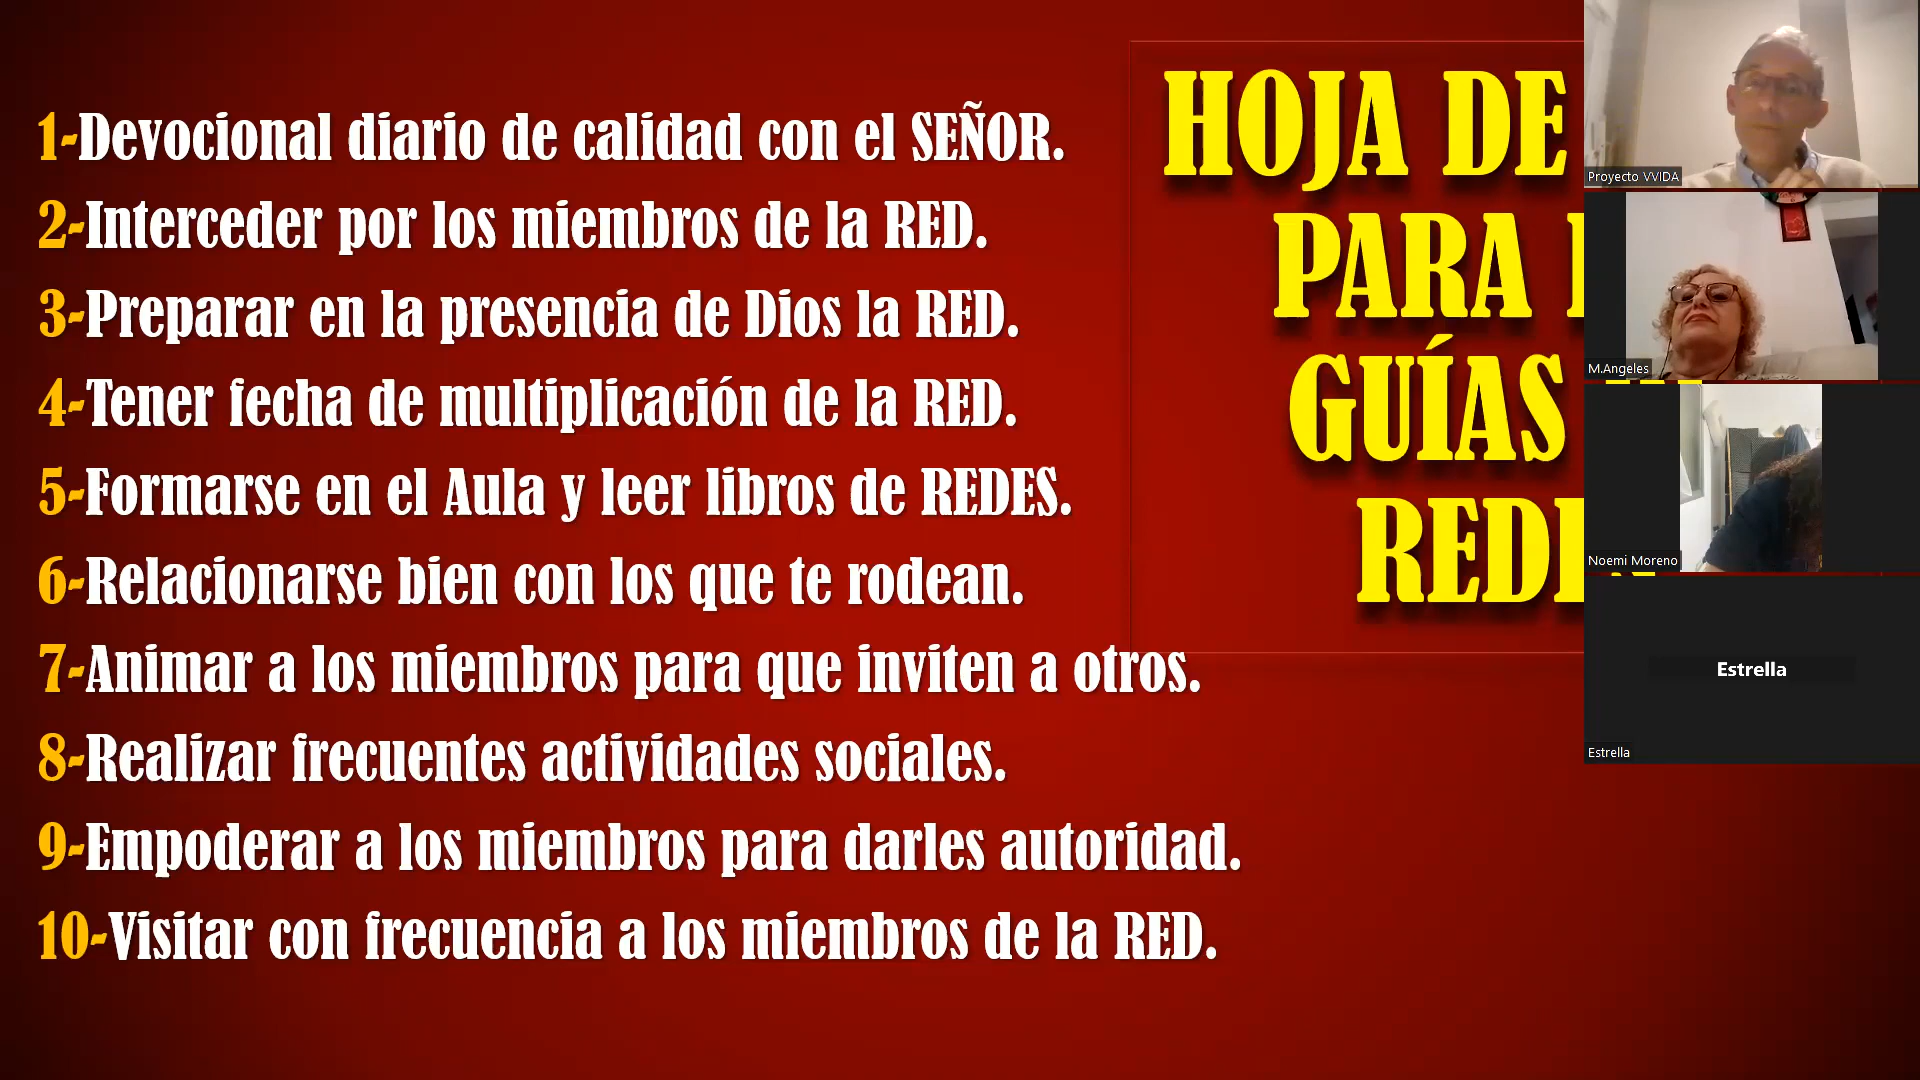 1-Devocional diario de calidad con el SEÑOR.
2-Interceder por los miembros de la RED.
3-Preparar en la presencia de Dios la RED.
4-Tener fecha de multiplicación de la RED.
5-Formarse en el Aula y leer libros de REDES.
6-Relacionarse bien con los que te rodean.
7-Animar a los miembros para que inviten a otros.
8-Realizar frecuentes actividades sociales.
9-Empoderar a los miembros para darles autoridad.
10-Visitar con frecuencia a los miembros de la RED.
HOJA DE
PARA
GUÍAS
Proyecto VVIDA
M.Angeles
Noemi Moreno
Estrella
Estrella